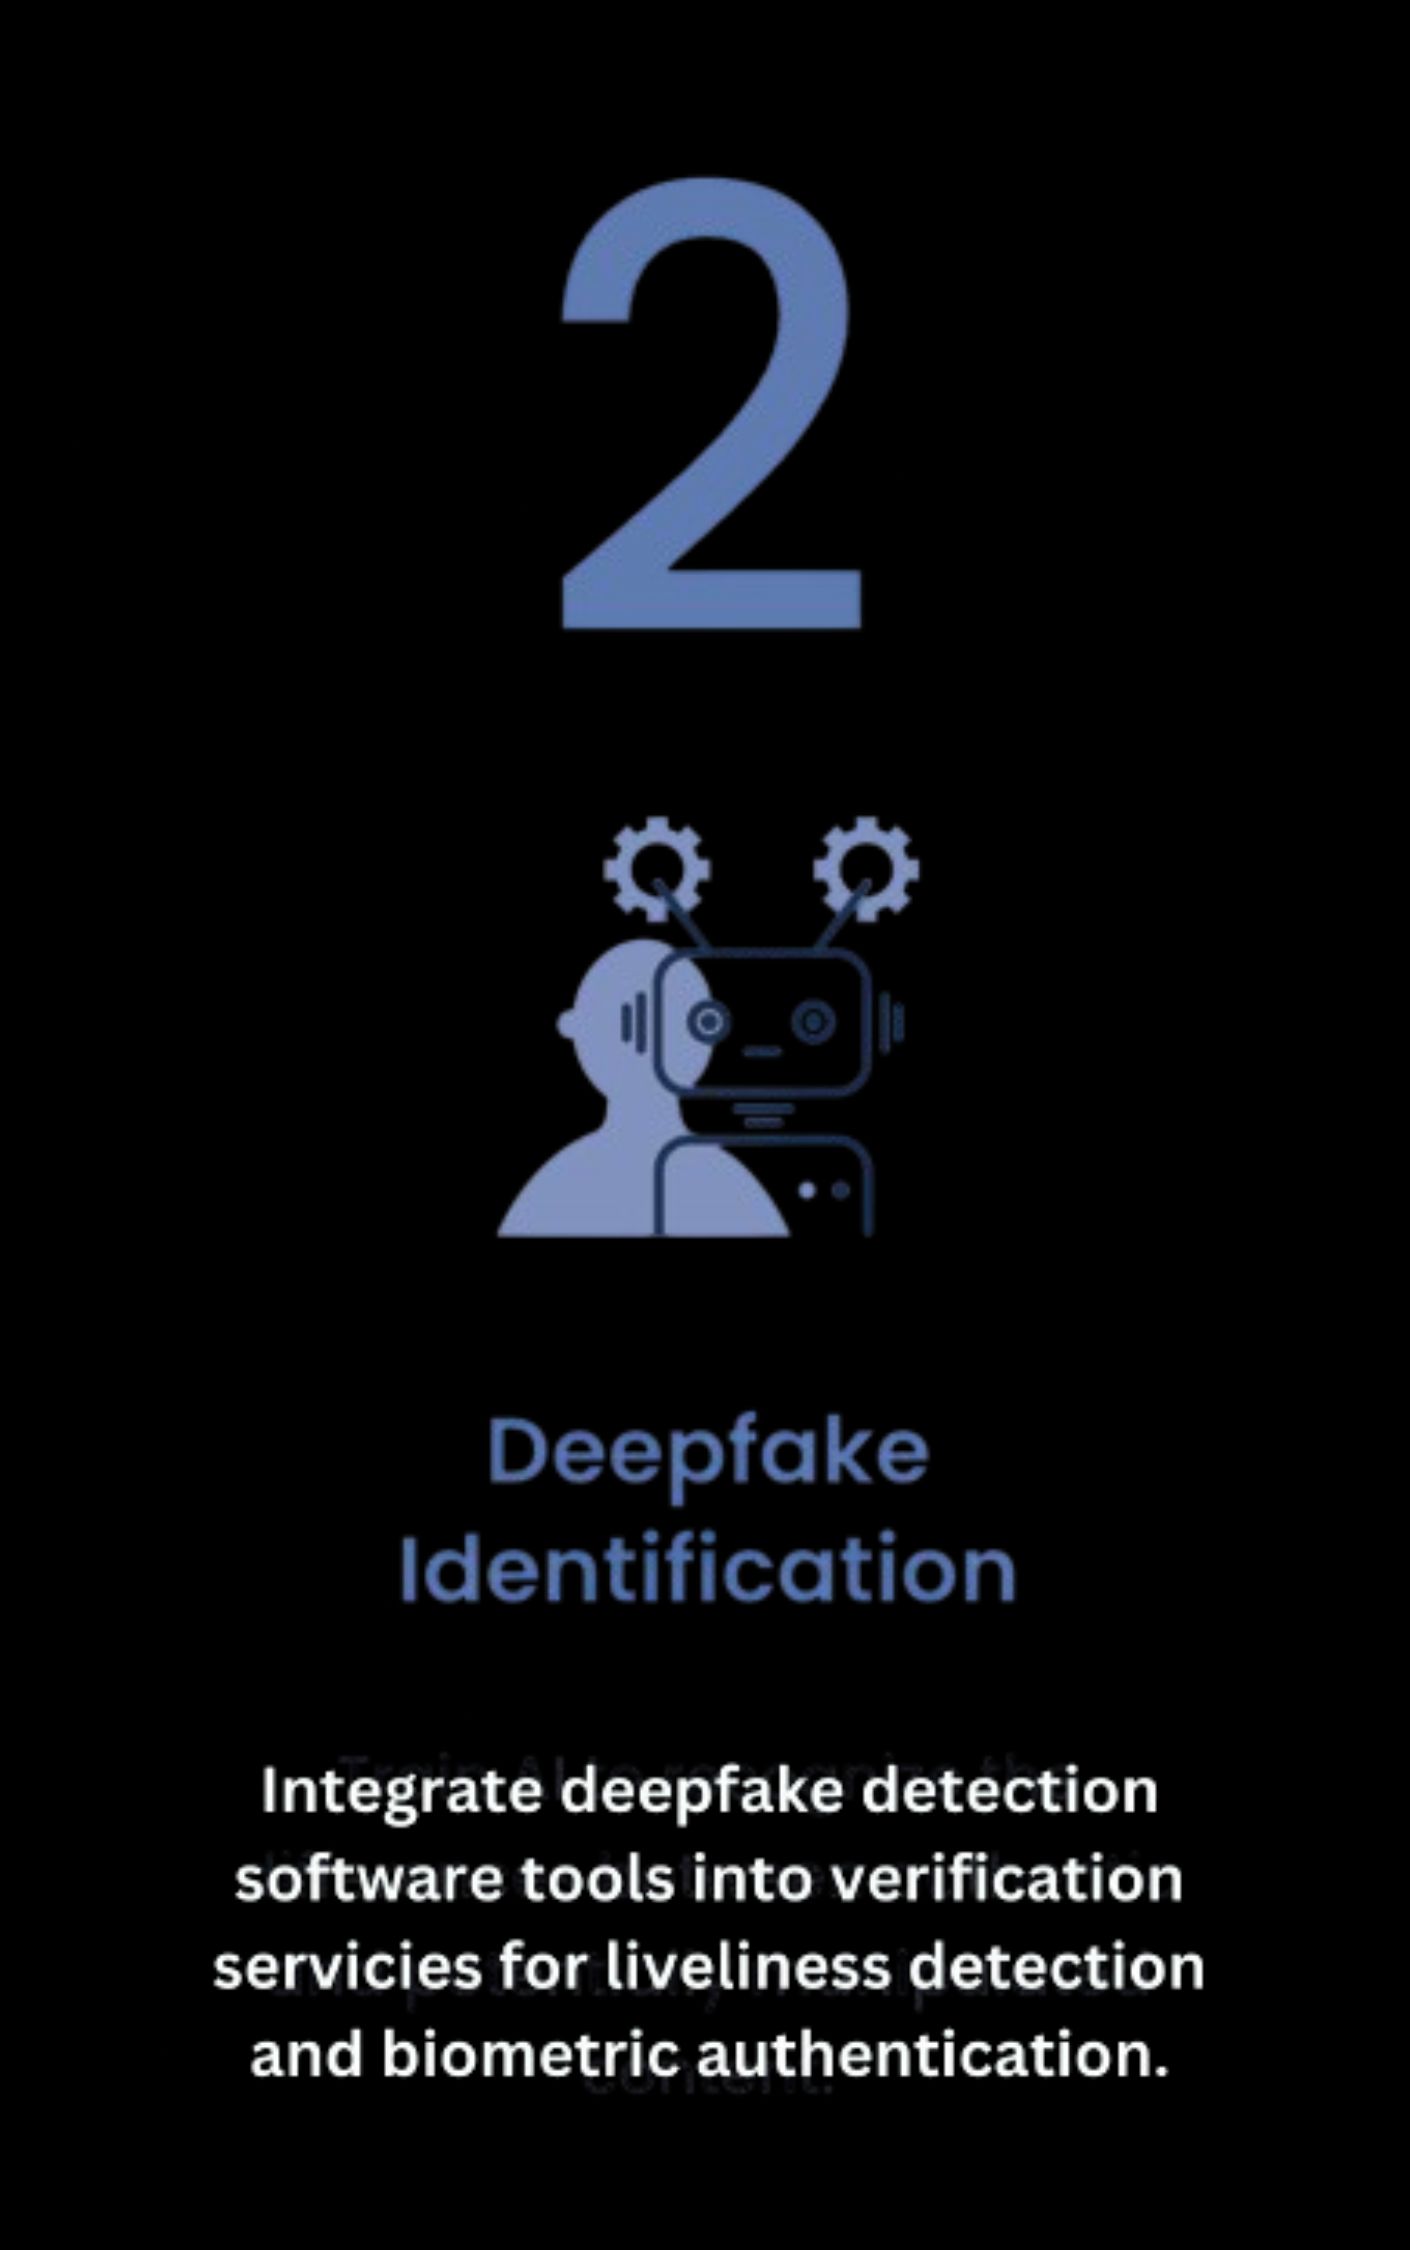 2
Deepfake
Identification
Integrate deepfake detection
software tools into verification
servicies for liveliness detection
and biometric authentication.